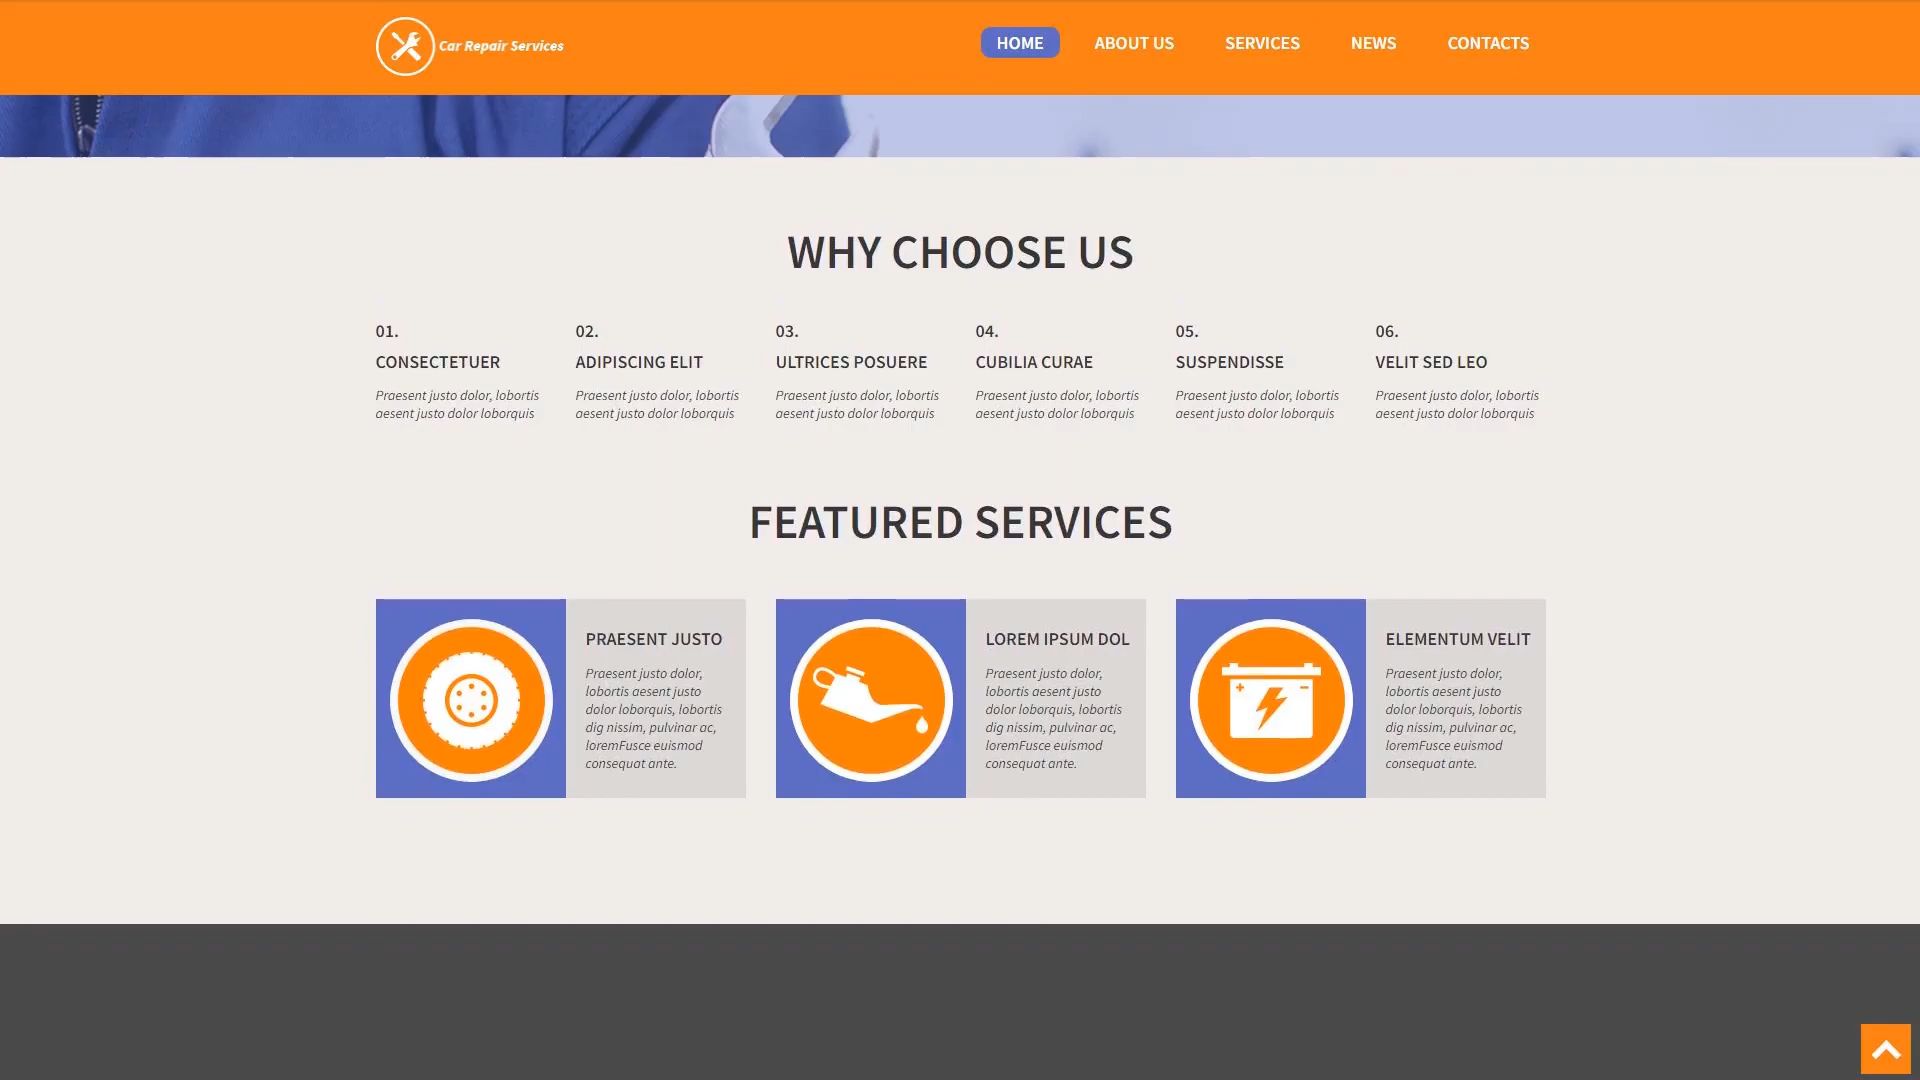 Car Repair Services
HOME
ABOUT US
SERVICES
NEWS
CONTACTS
WHY CHOOSE US
01.
CONSECTETUER
Praesent justo dolor, lobortis
aesent justo dolor loborquis
02.
ADIPISCING ELIT
Praesent justo dolor, lobortis
aesent justo dolor loborquis
03.
ULTRICES POSUERE
Praesent justo dolor, lobortis
aesent justo dolor loborquis
04.
CUBILIA CURAE
Praesent justo dolor, lobortis
aesent justo dolor loborquis
05.
SUSPENDISSE
Praesent justo dolor, lobortis
aesent justo dolor loborquis
06.
VELIT SED LEO
Praesent justo dolor, lobortis
aesent justo dolor loborquis
FEATURED SERVICES
PRAESENT JUSTO
Praesent justo dolor,
lobortis aesent justo
dolor loborquis, lobortis
dig nissim, pulvinar ac,
loremFusce euismod
consequat ante.
LOREM IPSUM DOL
Praesent justo dolor,
lobortis aesent justo
dolor loborquis, lobortis
dig nissim, pulvinar ac,
loremFusce euismod
consequat ante.
ELEMENTUM VELIT
Praesent justo dolor,
lobortis aesent justo
dolor loborquis, lobortis
dig nissim, pulvinar ac,
loremFusce euismod
consequat ante.